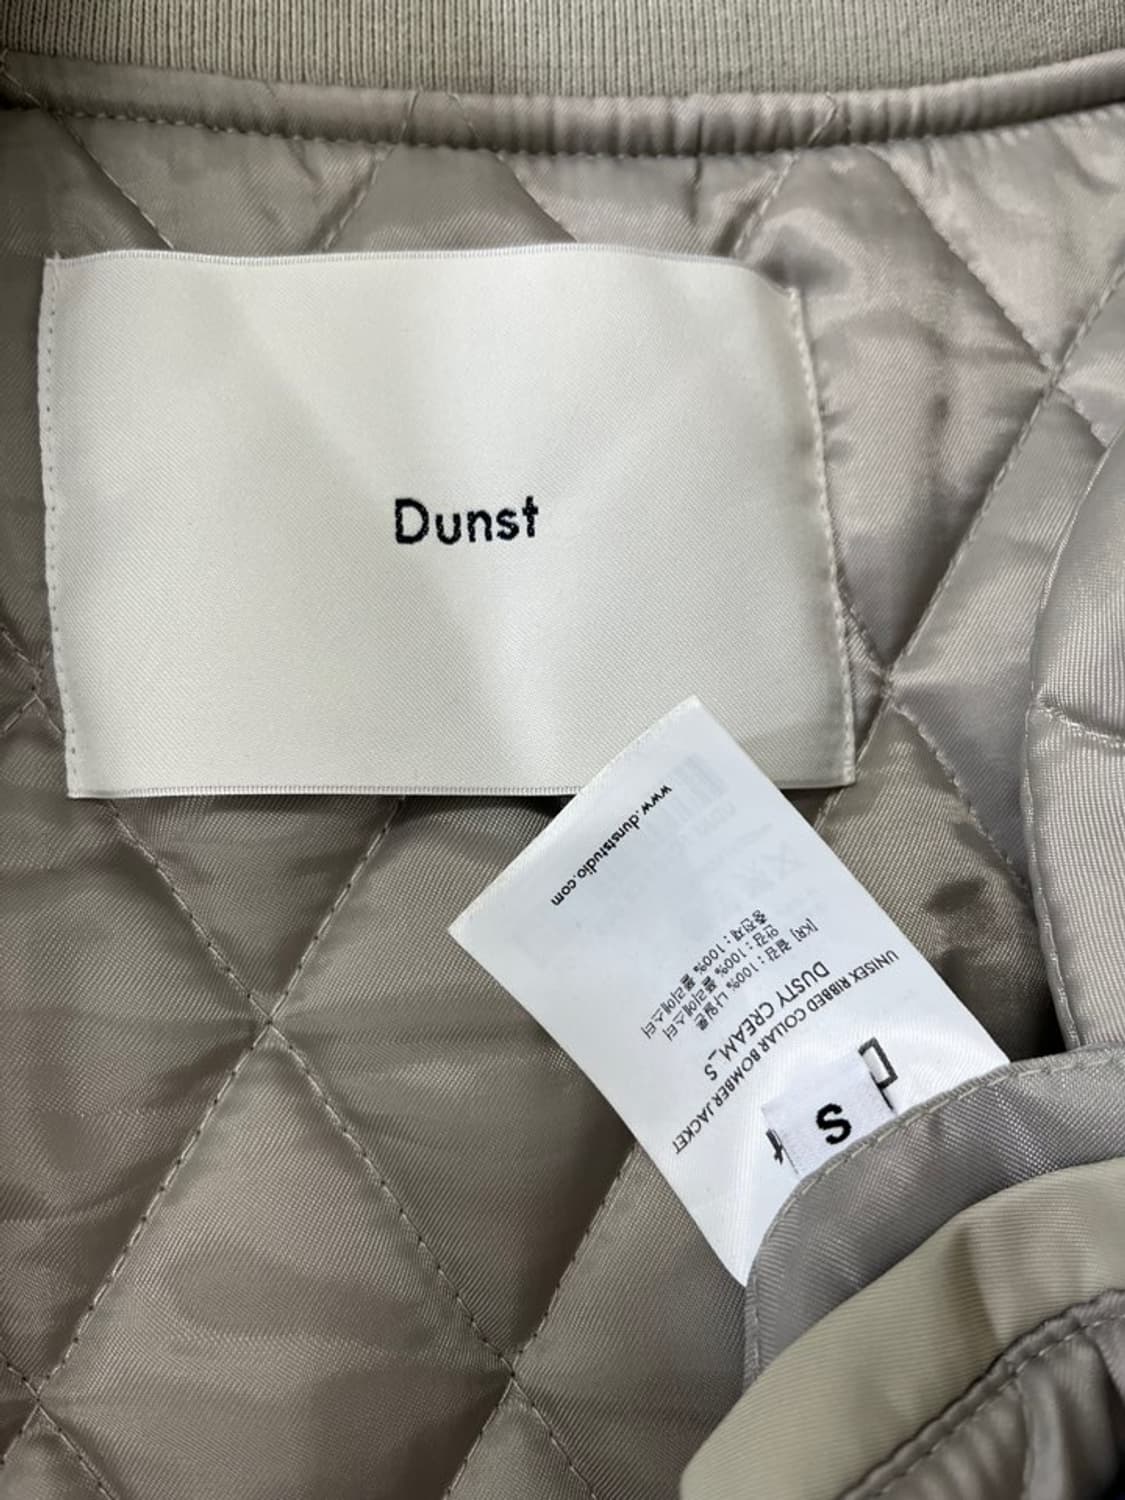 Dunst
S
UNISEX RIBBED COLLAR BOMBER JACKET
DUSTY CREAM_S
[KR] 겉감 : 100% 나일론
안감 : 100% 폴리에스터
충전재 : 100% 폴리에스터
www.dunststudio.com